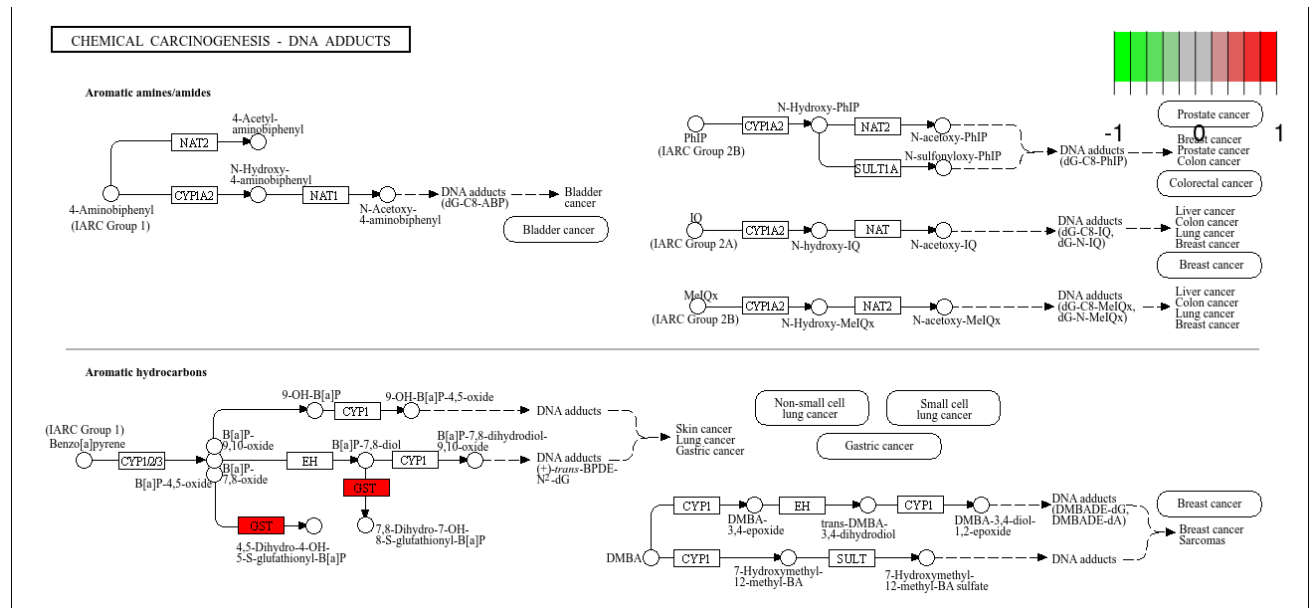 CHEMICAL CARCINOGENESIS - DNA ADDUCTS
-1 0 1
Aromatic amines/amides
4-Acetyl-
aminobiphenyl
NAT2
N-Hydroxy-
4-aminobiphenyl
CYP1A2
NAT1
4-Aminobiphenyl
(IARC Group 1)
N-Acetoxy-
4-aminobiphenyl
DNA adducts
(dG-C8-ABP)
Bladder
cancer
Bladder cancer
N-Hydroxy-PhIP
PhIP
(IARC Group 2B)
CYP1A2
NAT2
N-acetoxy-PhIP
SULT1A
N-sulfonyloxy-PhIP
DNA adducts
(dG-C8-PhIP)
Prostate cancer
Breast cancer
Prostate cancer
Colon cancer
Colorectal cancer
IQ
(IARC Group 2A)
CYP1A2
N-hydroxy-IQ
NAT
N-acetoxy-IQ
DNA adducts
(dG-C8-IQ,
dG-N-IQ)
Liver cancer
Colon cancer
Lung cancer
Breast cancer
Breast cancer
MeIQx
(IARC Group 2B)
CYP1A2
N-Hydroxy-MeIQx
NAT2
N-acetoxy-MeIQx
DNA adducts
(dG-C8-MeIQx,
dG-N-MeIQx)
Liver cancer
Colon cancer
Lung cancer
Breast cancer
Aromatic hydrocarbons
9-OH-B[a]P
CYP1
9-OH-B[a]P-4,5-oxide
DNA adducts
(IARC Group 1)
Benzo[a]pyrene
CYP1/2/3
B[a]P-
9,10-oxide
B[a]P-4,5-oxide
B[a]P-
7,8-oxide
EH
B[a]P-7,8-diol
CYP1
B[a]P-7,8-dihydrodiol-
9,10-oxide
DNA adducts
(+)-trans-BPDE-
N²-dG
Skin cancer
Lung cancer
Gastric cancer
GST
GST
4,5-Dihydro-4-OH-
5-S-glutathionyl-B[a]P
7,8-Dihydro-7-OH-
8-S-glutathionyl-B[a]P
Non-small cell
lung cancer
Small cell
lung cancer
Gastric cancer
DMBA
CYP1
DMBA-
3,4-epoxide
EH
trans-DMBA-
3,4-dihydrodiol
CYP1
DMBA-3,4-diol-
1,2-epoxide
DNA adducts
(DMBADE-dG,
DMBADE-dA)
Breast cancer
Breast cancer
Sarcomas
CYP1
7-Hydroxymethyl-
12-methyl-BA
SULT
7-Hydroxymethyl-
12-methyl-BA sulfate
DNA adducts